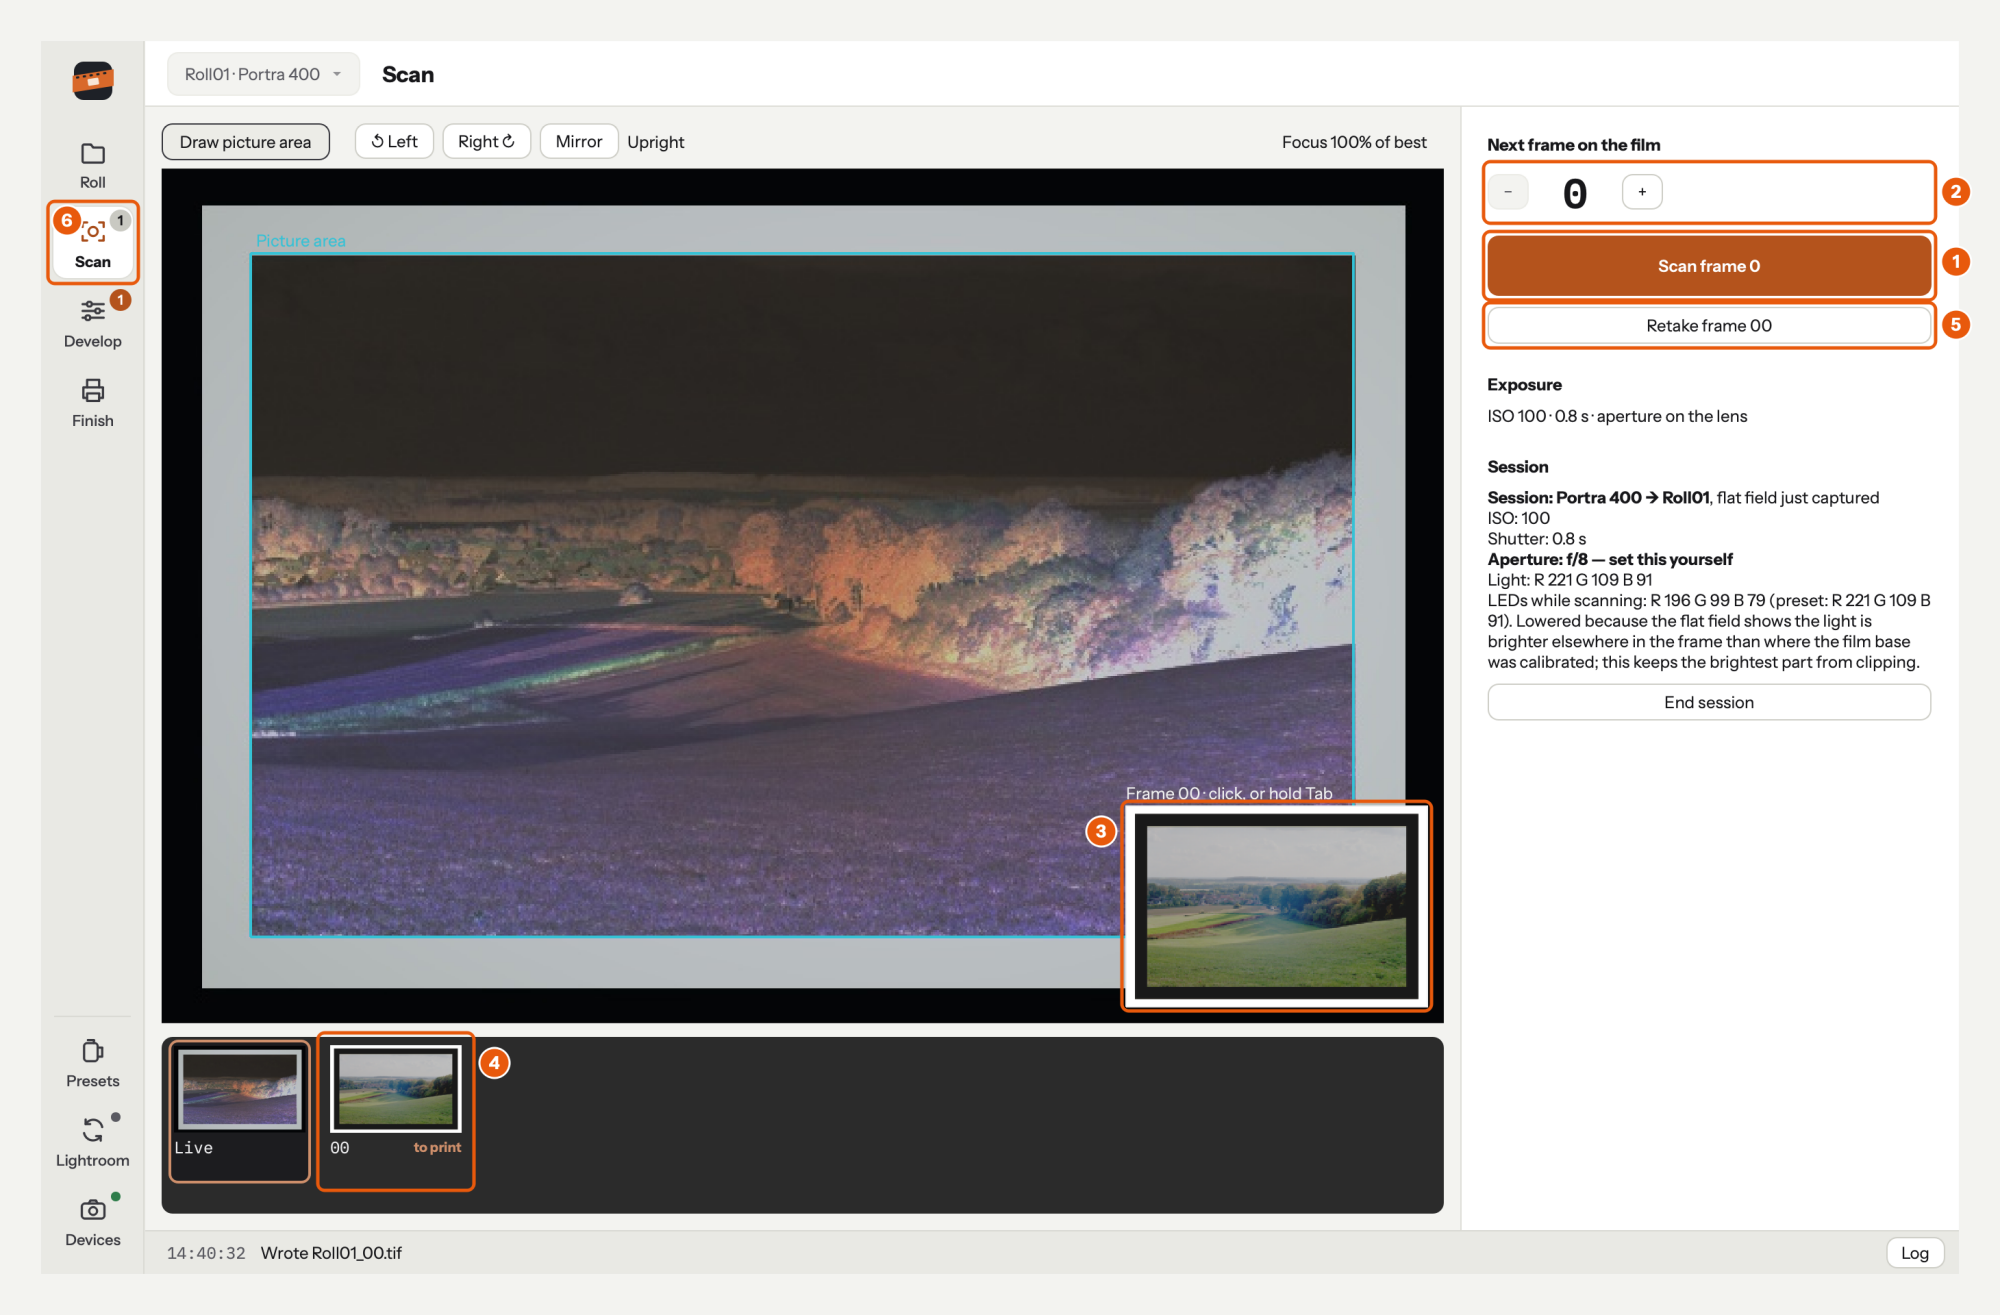 Roll01 · Portra 400
Scan
Roll
6
1
Scan
1
Develop
Finish
Presets
Lightroom
Devices
Draw picture area
Left
Right
Mirror
Upright
Focus 100% of best
Picture area
Frame 00 · click, or hold Tab
3
Live
00
to print
4
Next frame on the film
−
0
+
2
Scan frame 0
1
Retake frame 00
5
Exposure
ISO 100 · 0.8 s · aperture on the lens
Session
Session: Portra 400 → Roll01, flat field just captured
ISO: 100
Shutter: 0.8 s
Aperture: f/8 — set this yourself
Light: R 221 G 109 B 91
LEDs while scanning: R 196 G 99 B 79 (preset: R 221 G 109 B
91). Lowered because the flat field shows the light is
brighter elsewhere in the frame than where the film base
was calibrated; this keeps the brightest part from clipping.
End session
14:40:32 Wrote Roll01_00.tif
Log